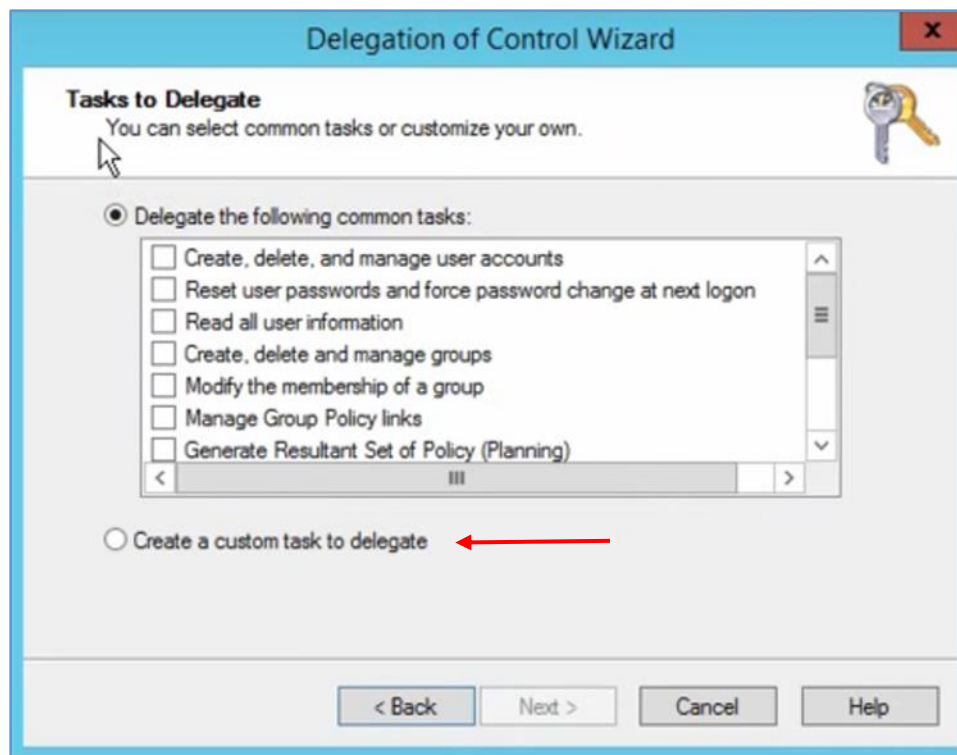 Delegation of Control Wizard
x
Tasks to Delegate
You can select common tasks or customize your own.
Delegate the following common tasks:
Create, delete, and manage user accounts
Reset user passwords and force password change at next logon
Read all user information
Create, delete and manage groups
Modify the membership of a group
Manage Group Policy links
Generate Resultant Set of Policy (Planning)
Create a custom task to delegate
< Back Next > Cancel Help